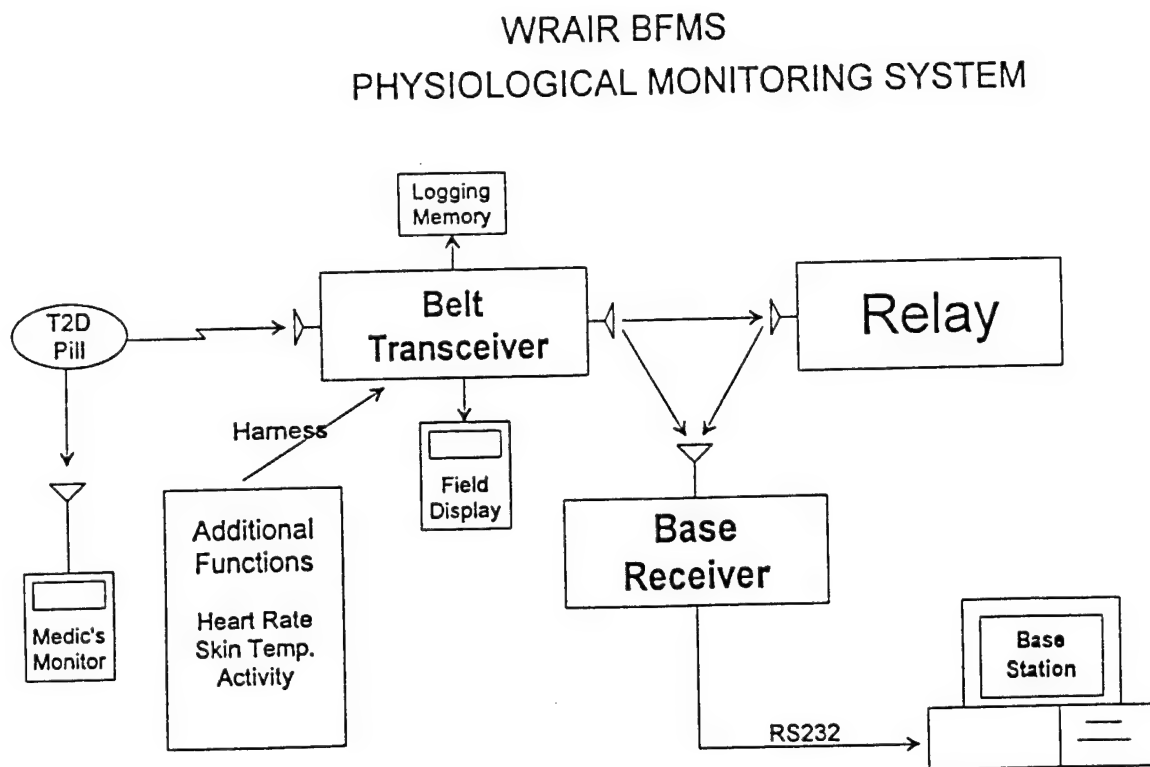 WRAIR BFMS
PHYSIOLOGICAL MONITORING SYSTEM
Logging
Memory
Belt
Transceiver
Relay
T2D
Pill
Harness
Field
Display
Additional
Functions
Heart Rate
Skin Temp.
Activity
Base
Receiver
Medic's
Monitor
Base
Station
RS232